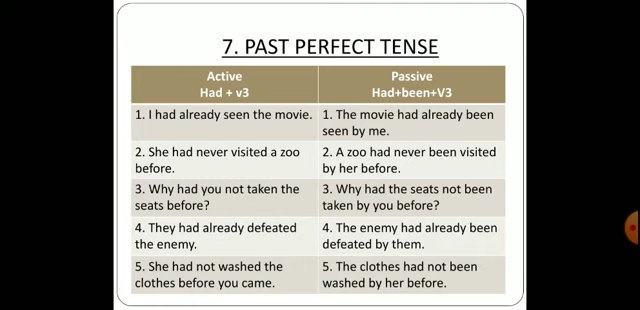 7. PAST PERFECT TENSE
Active
Had + v3
Passive
Had+been+V3
1. I had already seen the movie.
1. The movie had already been
seen by me.
2. She had never visited a zoo
before.
2. A zoo had never been visited
by her before.
3. Why had you not taken the
seats before?
3. Why had the seats not been
taken by you before?
4. They had already defeated
the enemy.
4. The enemy had already been
defeated by them.
5. She had not washed the
clothes before you came.
5. The clothes had not been
washed by her before.